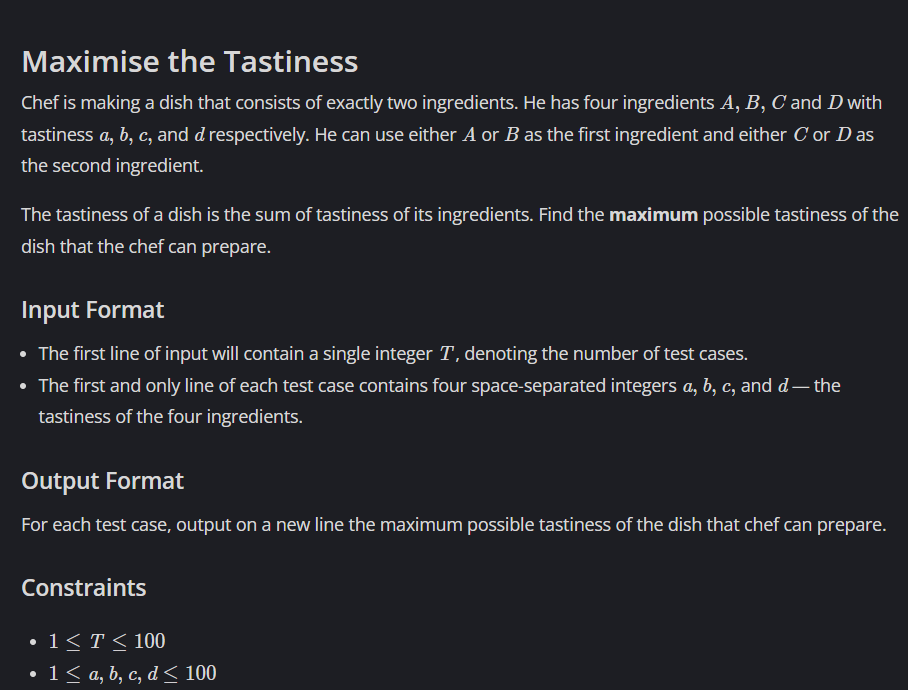 Maximise the Tastiness
Chef is making a dish that consists of exactly two ingredients. He has four ingredients A, B, C and D with
tastiness a, b, c, and d respectively. He can use either A or B as the first ingredient and either C or D as
the second ingredient.
The tastiness of a dish is the sum of tastiness of its ingredients. Find the maximum possible tastiness of the
dish that the chef can prepare.
Input Format
• The first line of input will contain a single integer T, denoting the number of test cases.
• The first and only line of each test case contains four space-separated integers a, b, c, and d — the
tastiness of the four ingredients.
Output Format
For each test case, output on a new line the maximum possible tastiness of the dish that chef can prepare.
Constraints
• 1 ≤ T ≤ 100
• 1 ≤ a, b, c, d ≤ 100